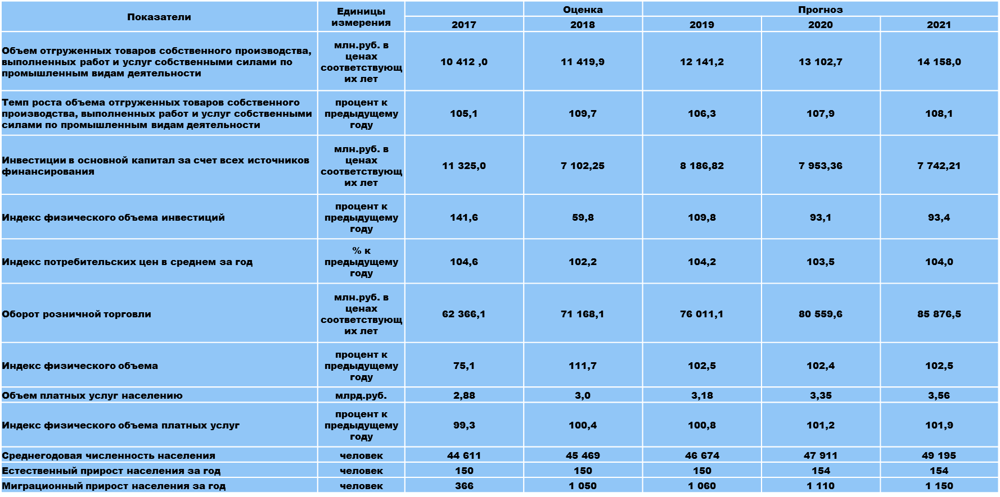 Показатели
Единицы
измерения
Оценка
Прогноз
2017
2018
2019
2020
2021
Объем отгруженных товаров собственного производства,
выполненных работ и услуг собственными силами по
промышленным видам деятельности
млн.руб. в
ценах
соответствующ
их лет
10 412 ,0
11 419,9
12 141,2
13 102,7
14 158,0
Темп роста объема отгруженных товаров собственного
производства, выполненных работ и услуг собственными
силами по промышленным видам деятельности
процент к
предыдущему
году
105,1
109,7
106,3
107,9
108,1
Инвестиции в основной капитал за счет всех источников
финансирования
млн.руб. в
ценах
соответствующ
их лет
11 325,0
7 102,25
8 186,82
7 953,36
7 742,21
Индекс физического объема инвестиций
процент к
предыдущему
году
141,6
59,8
109,8
93,1
93,4
Индекс потребительских цен в среднем за год
% к
предыдущему
году
104,6
102,2
104,2
103,5
104,0
Оборот розничной торговли
млн.руб. в
ценах
соответствующ
их лет
62 366,1
71 168,1
76 011,1
80 559,6
85 876,5
Индекс физического объема
процент к
предыдущему
году
75,1
111,7
102,5
102,4
102,5
Объем платных услуг населению
млрд.руб.
2,88
3,0
3,18
3,35
3,56
Индекс физического объема платных услуг
процент к
предыдущему
году
99,3
100,4
100,8
101,2
101,9
Среднегодовая численность населения
человек
44 611
45 469
46 674
47 911
49 195
Естественный прирост населения за год
человек
150
150
150
154
154
Миграционный прирост населения за год
человек
366
1 050
1 060
1 110
1 150